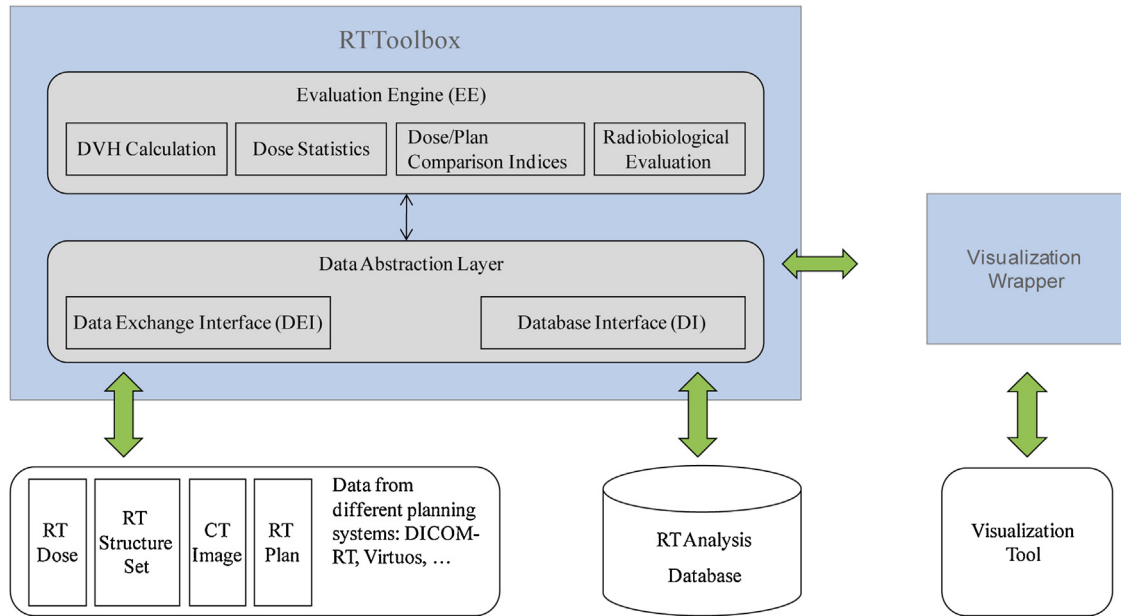 RTToolbox
Evaluation Engine (EE)
DVH Calculation
Dose Statistics
Dose/Plan
Comparison Indices
Radiobiological
Evaluation
Data Abstraction Layer
Data Exchange Interface (DEI)
Database Interface (DI)
Visualization
Wrapper
RT
Dose
RT
Structure
Set
CT
Image
RT
Plan
Data from
different planning
systems: DICOM-
RT, Virtuos, …
RT Analysis
Database
Visualization
Tool